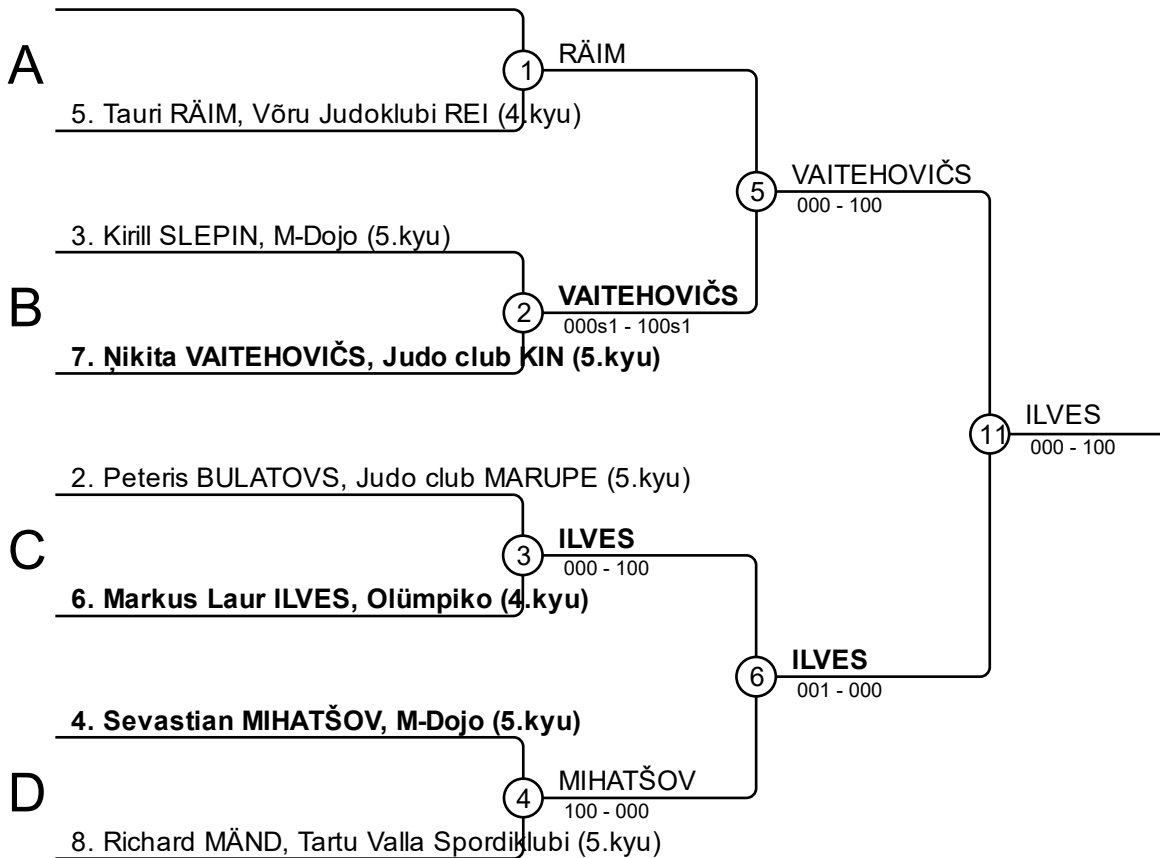 A
1
RÄIM
5. Tauri RÄIM, Võru Judoklubi REI (4.kyu)
5
VAITEHOVIČS
000 - 100
3. Kirill SLEPIN, M-Dojo (5.kyu)
B
2
VAITEHOVIČS
000s1 - 100s1
7. Ņikita VAITEHOVIČS, Judo club KIN (5.kyu)
11
ILVES
000 - 100
2. Peteris BULATOVS, Judo club MARUPE (5.kyu)
C
3
ILVES
000 - 100
6. Markus Laur ILVES, Olümpiko (4.kyu)
6
ILVES
001 - 000
4. Sevastian MIHATŠOV, M-Dojo (5.kyu)
D
4
MIHATŠOV
100 - 000
8. Richard MÄND, Tartu Valla Spordiklubi (5.kyu)